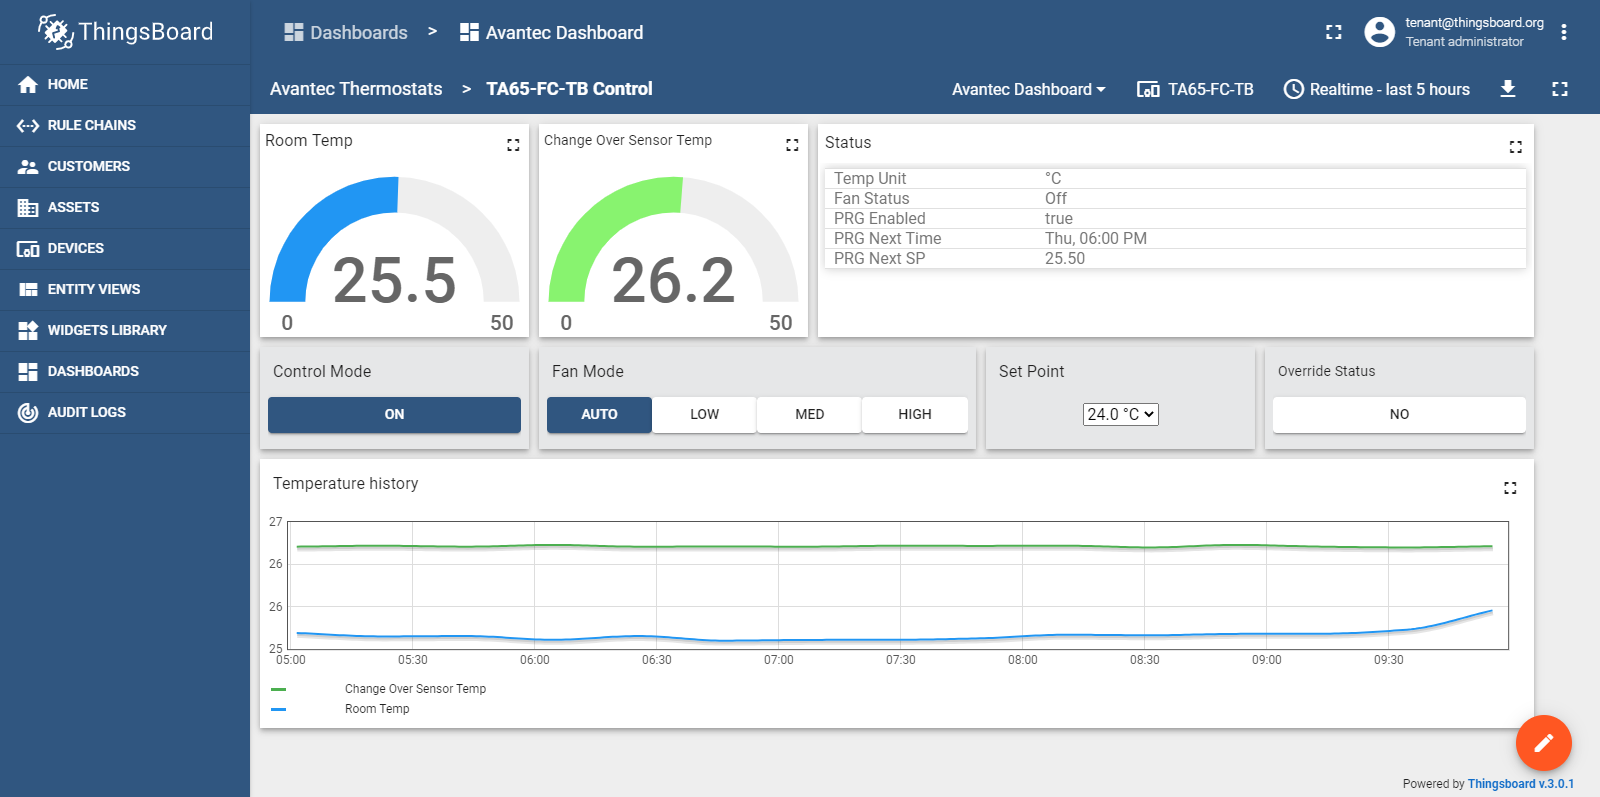 ThingsBoard
Dashboards > Avantec Dashboard
tenant@thingsboard.org
Tenant administrator
HOME
RULE CHAINS
CUSTOMERS
ASSETS
DEVICES
ENTITY VIEWS
WIDGETS LIBRARY
DASHBOARDS
AUDIT LOGS
Avantec Thermostats > TA65-FC-TB Control
Avantec Dashboard
TA65-FC-TB
Realtime - last 5 hours
Room Temp
25.5
0 50
Change Over Sensor Temp
26.2
0 50
Status
Temp Unit °C
Fan Status Off
PRG Enabled true
PRG Next Time Thu, 06:00 PM
PRG Next SP 25.50
Control Mode
ON
Fan Mode
AUTO LOW MED HIGH
Set Point
24.0 °C
Override Status
NO
Temperature history
27
26
26
25
05:00 05:30 06:00 06:30 07:00 07:30 08:00 08:30 09:00 09:30
Change Over Sensor Temp
Room Temp
Powered by Thingsboard v.3.0.1